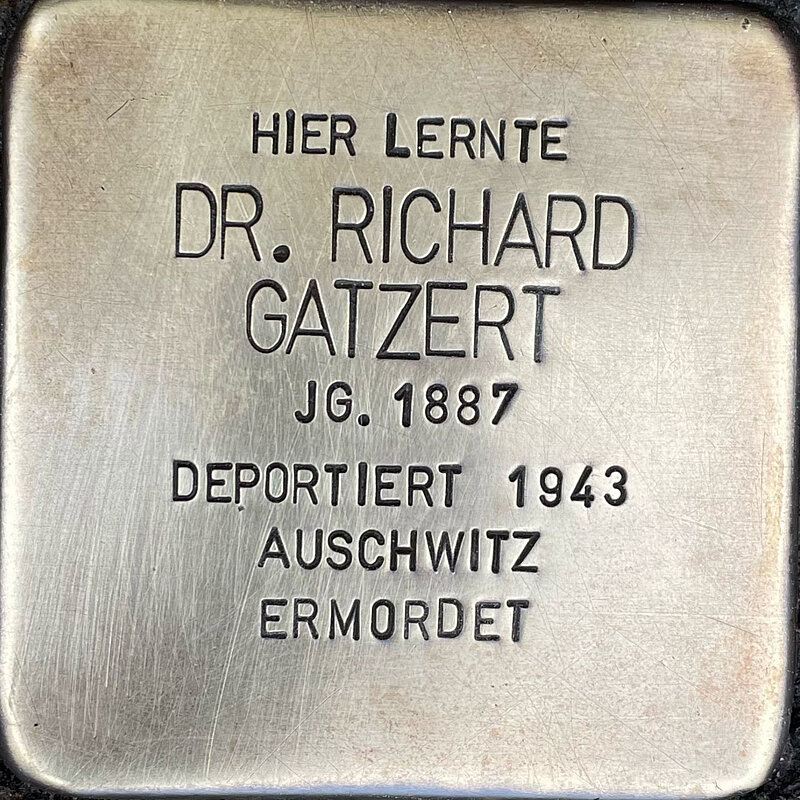 HIER LERNTE
DR. RICHARD
GATZERT
JG. 1887
DEPORTIERT 1943
AUSCHWITZ
ERMORDET